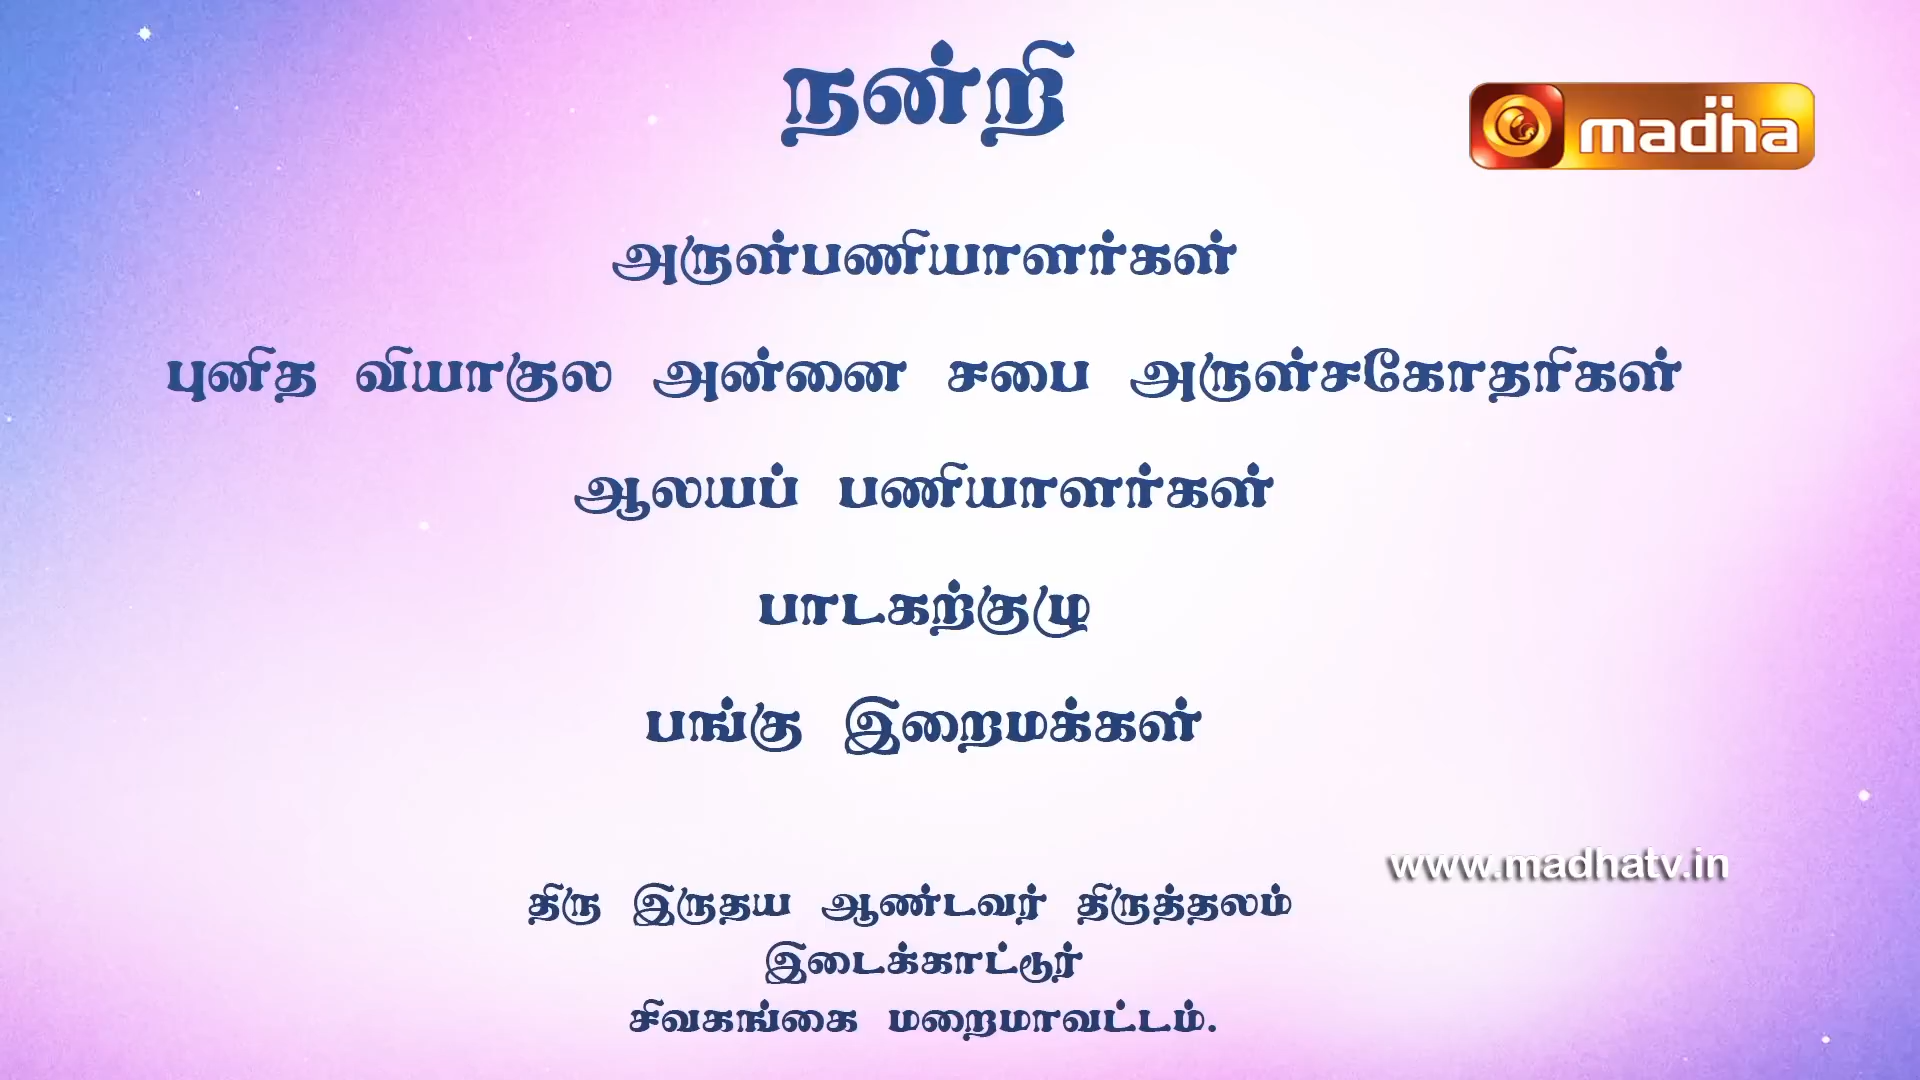 நன்றி
madha
அருள்பணியாளர்கள்
புனித வியாகுல அன்னை சபை அருள்சகோதரிகள்
ஆலயப் பணியாளர்கள்
பாடகற்குழு
பங்கு இறைமக்கள்
www.madhatv.in
திரு இருதய ஆண்டவர் திருத்தலம்
இடைக்காட்டூர்
சிவகங்கை மறைமாவட்டம்.